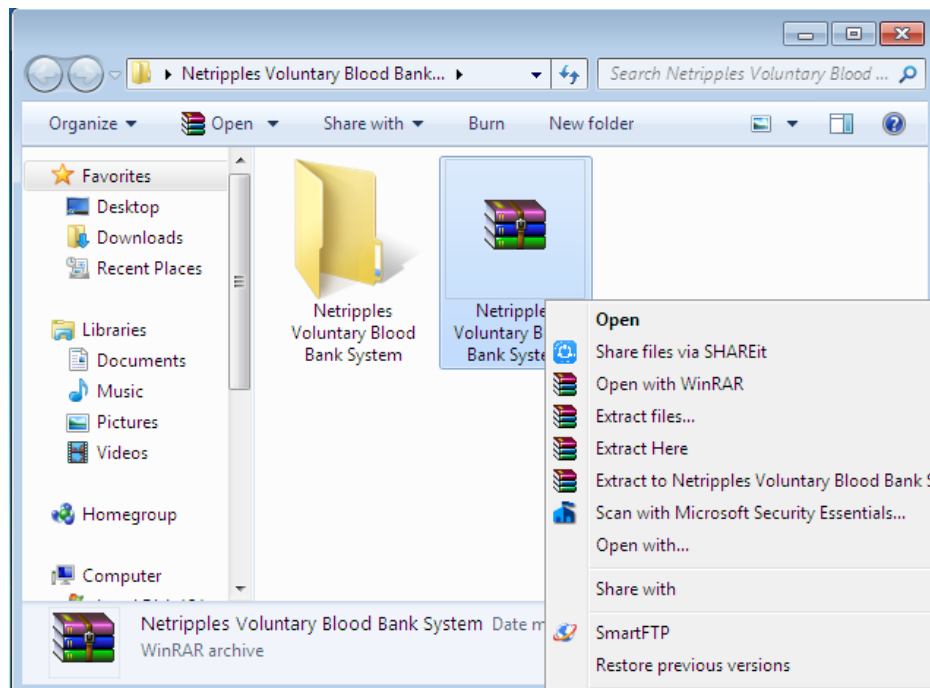 Netripples Voluntary Blood Bank...
Search Netripples Voluntary Blood ...
Organize
Open
Share with
Burn
New folder
Favorites
Desktop
Downloads
Recent Places
Libraries
Documents
Music
Pictures
Videos
Homegroup
Computer
Netripples
Voluntary Blood
Bank System
Netripple
Voluntary B
Bank Syste
Open
Share files via SHAREit
Open with WinRAR
Extract files...
Extract Here
Extract to Netripples Voluntary Blood Bank S
Scan with Microsoft Security Essentials...
Open with...
Share with
SmartFTP
Restore previous versions
Netripples Voluntary Blood Bank System Date m
WinRAR archive